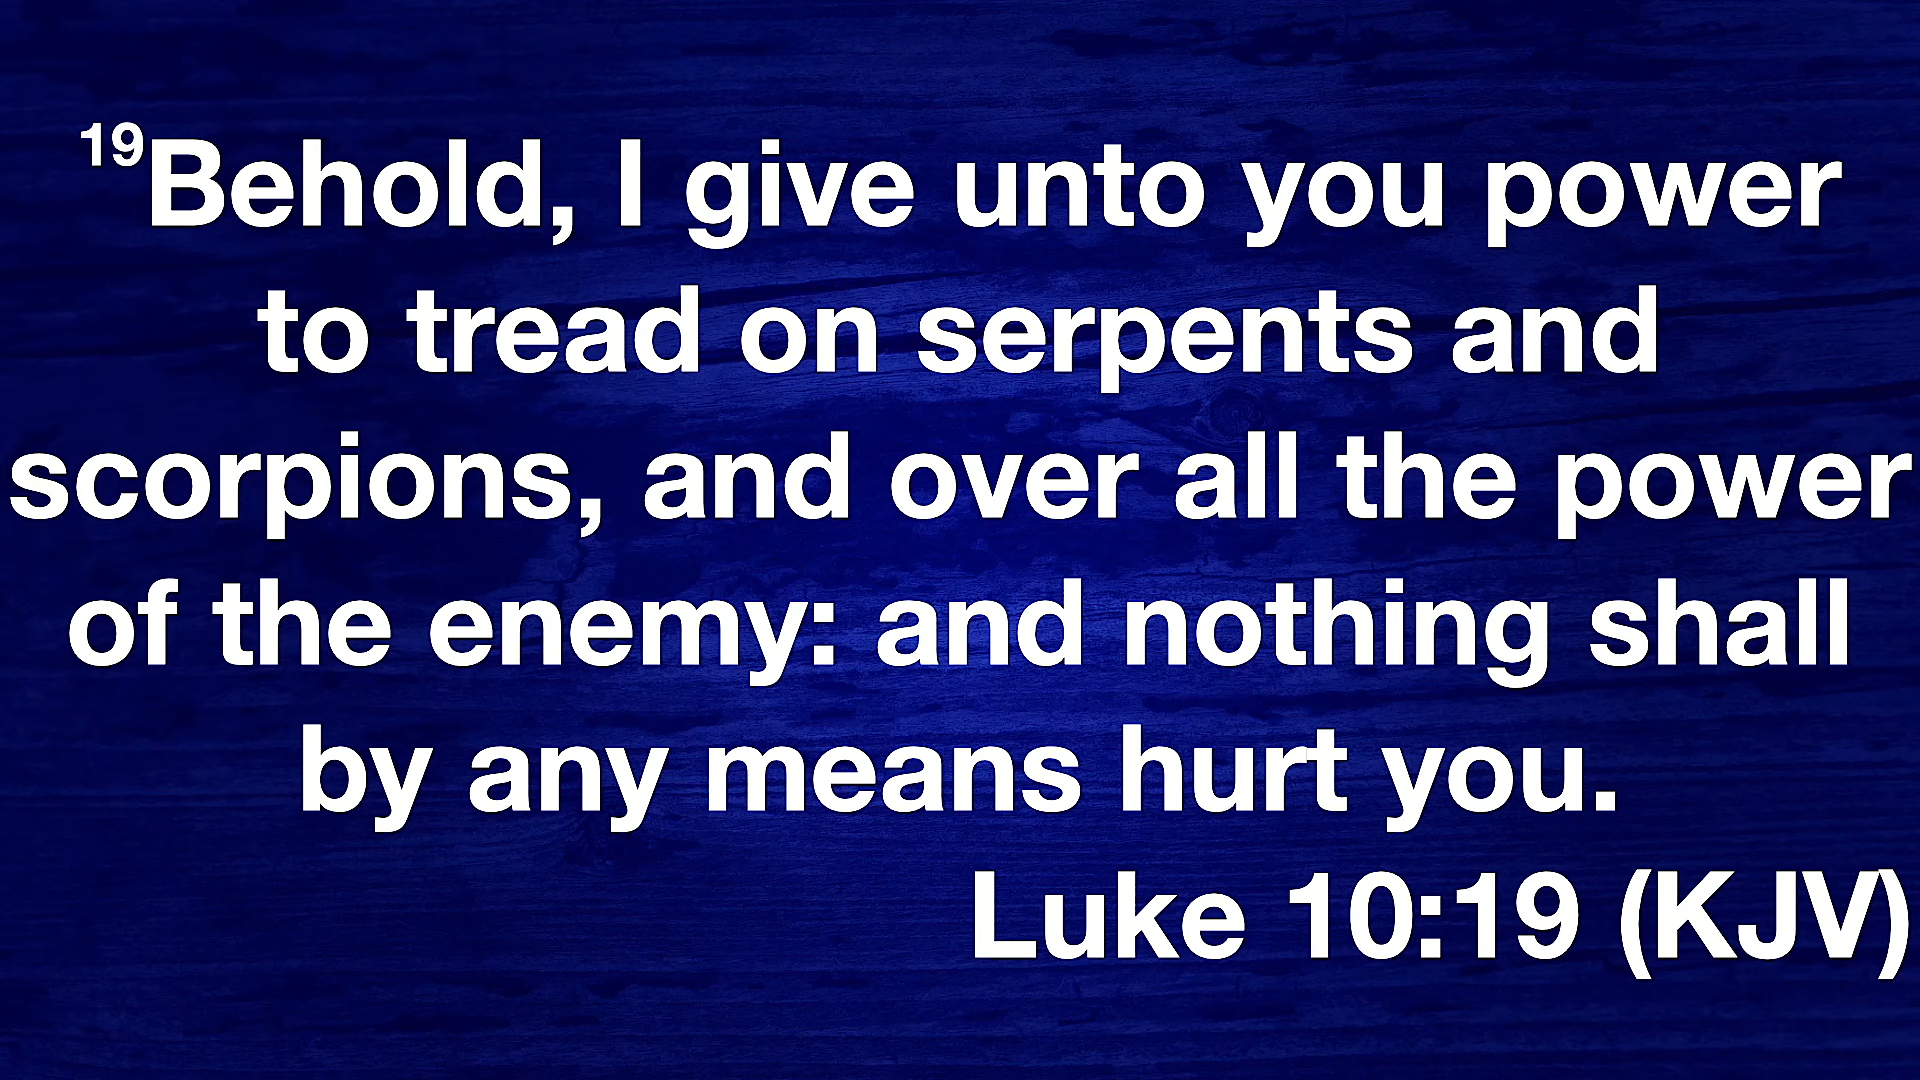 19Behold, I give unto you power
to tread on serpents and
scorpions, and over all the power
of the enemy: and nothing shall
by any means hurt you.
Luke 10:19 (KJV)